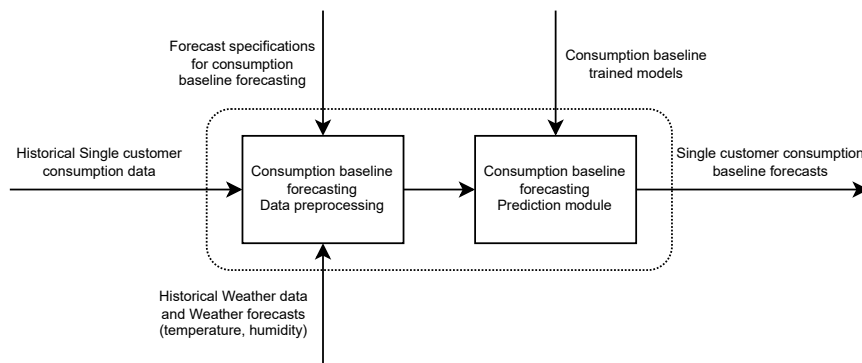 Forecast specifications
for consumption
baseline forecasting
Consumption baseline
trained models
Historical Single customer
consumption data
Consumption baseline
forecasting
Data preprocessing
Consumption baseline
forecasting
Prediction module
Single customer consumption
baseline forecasts
Historical Weather data
and Weather forecasts
(temperature, humidity)